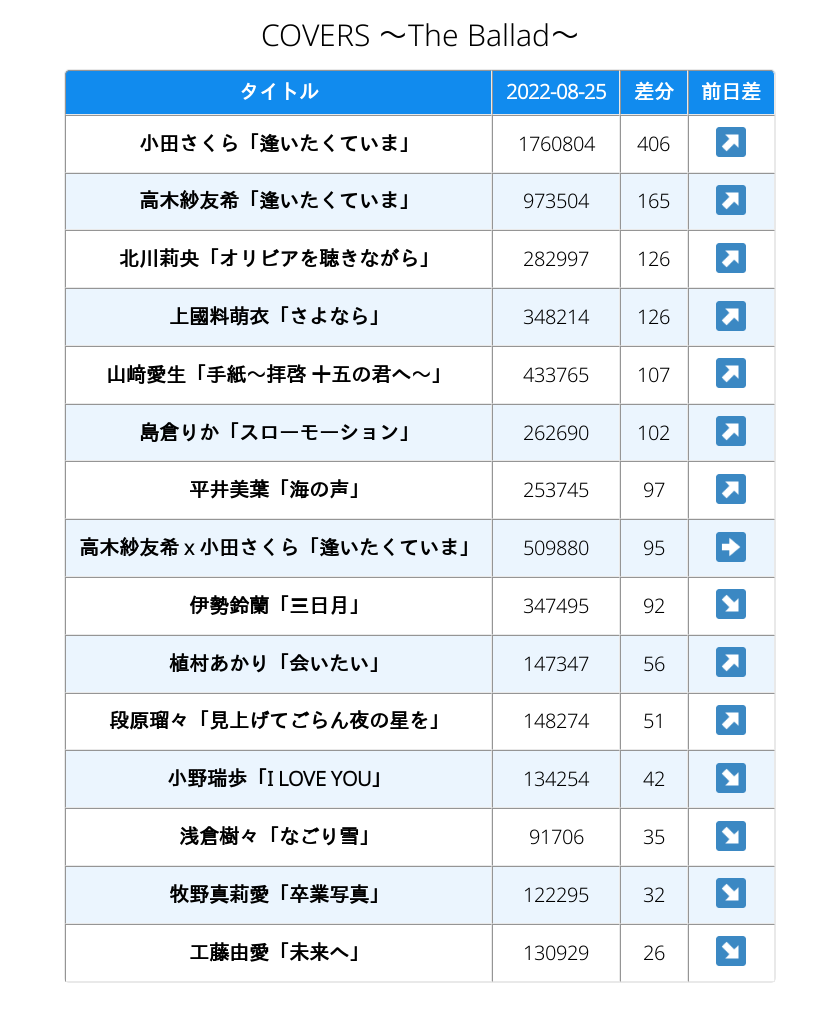 COVERS ～The Ballad～
タイトル 2022-08-25 差分 前日差
小田さくら「逢いたくていま」 1760804 406 ↗
高木紗友希「逢いたくていま」 973504 165 ↗
北川莉央「オリビアを聴きながら」 282997 126 ↗
上國料萌衣「さよなら」 348214 126 ↗
山﨑愛生「手紙～拝啓 十五の君へ～」 433765 107 ↗
島倉りか「スローモーション」 262690 102 ↗
平井美葉「海の声」 253745 97 ↗
高木紗友希 x 小田さくら「逢いたくていま」 509880 95 ➡
伊勢鈴蘭「三日月」 347495 92 ↘
植村あかり「会いたい」 147347 56 ↗
段原瑠々「見上げてごらん夜の星を」 148274 51 ↗
小野瑞歩「I LOVE YOU」 134254 42 ↘
浅倉樹々「なごり雪」 91706 35 ↘
牧野真莉愛「卒業写真」 122295 32 ↘
工藤由愛「未来へ」 130929 26 ↘